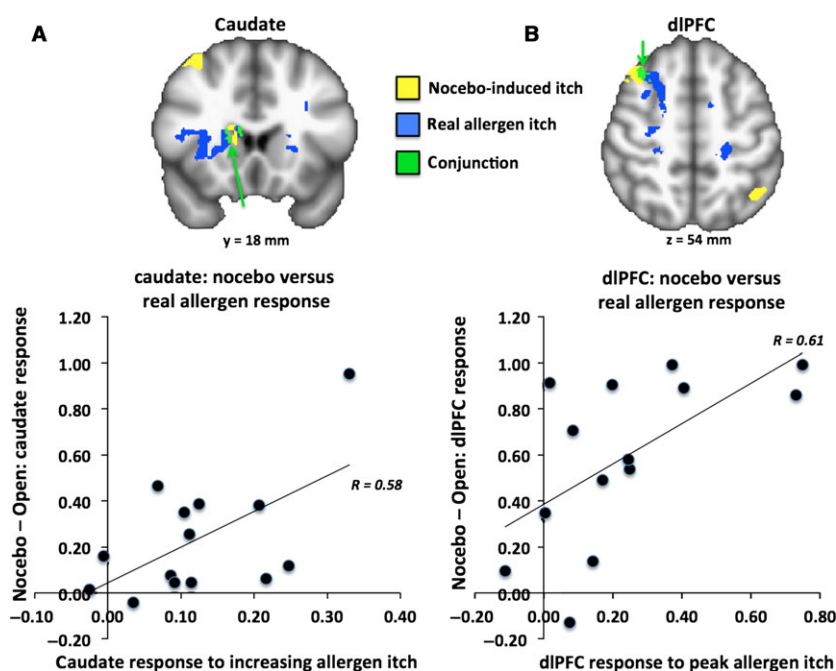 A
Caudate
y = 18 mm
Nocebo-induced itch
Real allergen itch
Conjunction
B
dlPFC
z = 54 mm
caudate: nocebo versus
real allergen response
Nocebo – Open: caudate response
1.20
1.00
0.80
0.60
0.40
0.20
0.00
–0.20
–0.10
0.10
0.20
0.30
0.40
R = 0.58
Caudate response to increasing allergen itch
dlPFC: nocebo versus
real allergen response
Nocebo – Open: dlPFC response
1.20
1.00
0.80
0.60
0.40
0.20
0.00
–0.20
–0.20
0.00
0.20
0.40
0.60
0.80
R = 0.61
dlPFC response to peak allergen itch